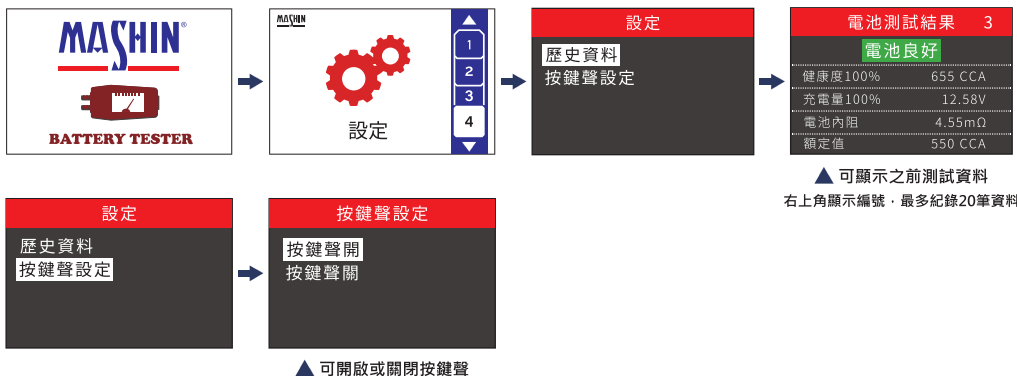 MASHIN®
BATTERY TESTER
MASHIN
1
2
3
4
設定
設定
歷史資料
按鍵聲設定
電池測試結果 3
電池良好
健康度100% 655 CCA
充電量100% 12.58V
電池內阻 4.55mΩ
額定值 550 CCA
▲ 可顯示之前測試資料
右上角顯示編號，最多紀錄20筆資料
設定
歷史資料
按鍵聲設定
按鍵聲設定
按鍵聲開
按鍵聲關
▲ 可開啟或關閉按鍵聲